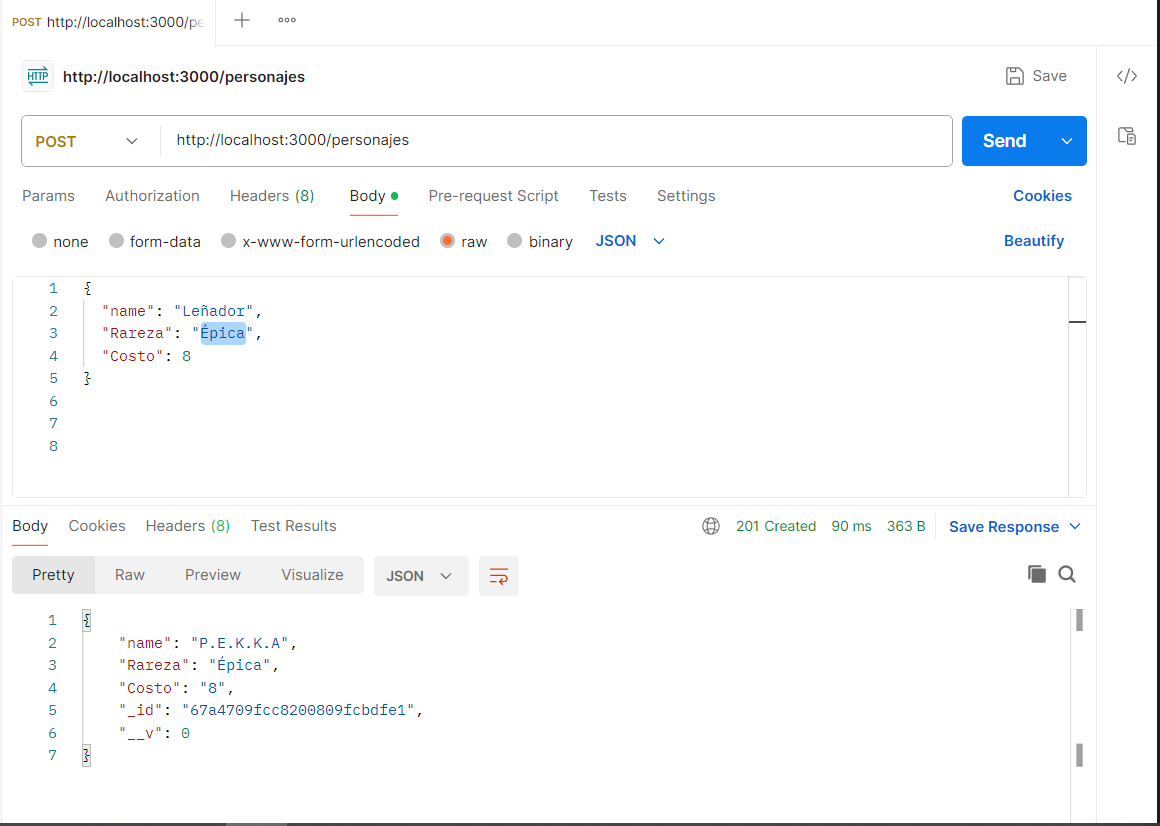 POST http://localhost:3000/pe
HTTP http://localhost:3000/personajes
Save
POST
http://localhost:3000/personajes
Send
Params Authorization Headers (8) Body Pre-request Script Tests Settings Cookies
none form-data x-www-form-urlencoded raw binary JSON Beautify
1 {
2 "name": "Leñador",
3 "Rareza": "Épica",
4 "Costo": 8
5 }
6
7
8
Body Cookies Headers (8) Test Results 201 Created 90 ms 363 B Save Response
Pretty Raw Preview Visualize JSON
1 {
2 "name": "P.E.K.K.A",
3 "Rareza": "Épica",
4 "Costo": "8",
5 "_id": "67a4709fcc8200809fcbdfe1",
6 "__v": 0
7 }